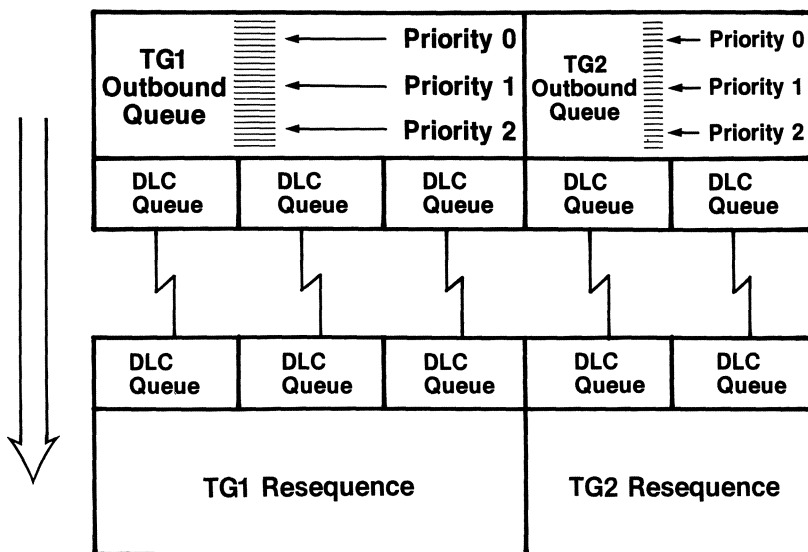 TG1
Outbound
Queue
Priority 0
Priority 1
Priority 2
TG2
Outbound
Queue
Priority 0
Priority 1
Priority 2
DLC
Queue
DLC
Queue
DLC
Queue
DLC
Queue
DLC
Queue
DLC
Queue
DLC
Queue
DLC
Queue
DLC
Queue
DLC
Queue
TG1 Resequence
TG2 Resequence